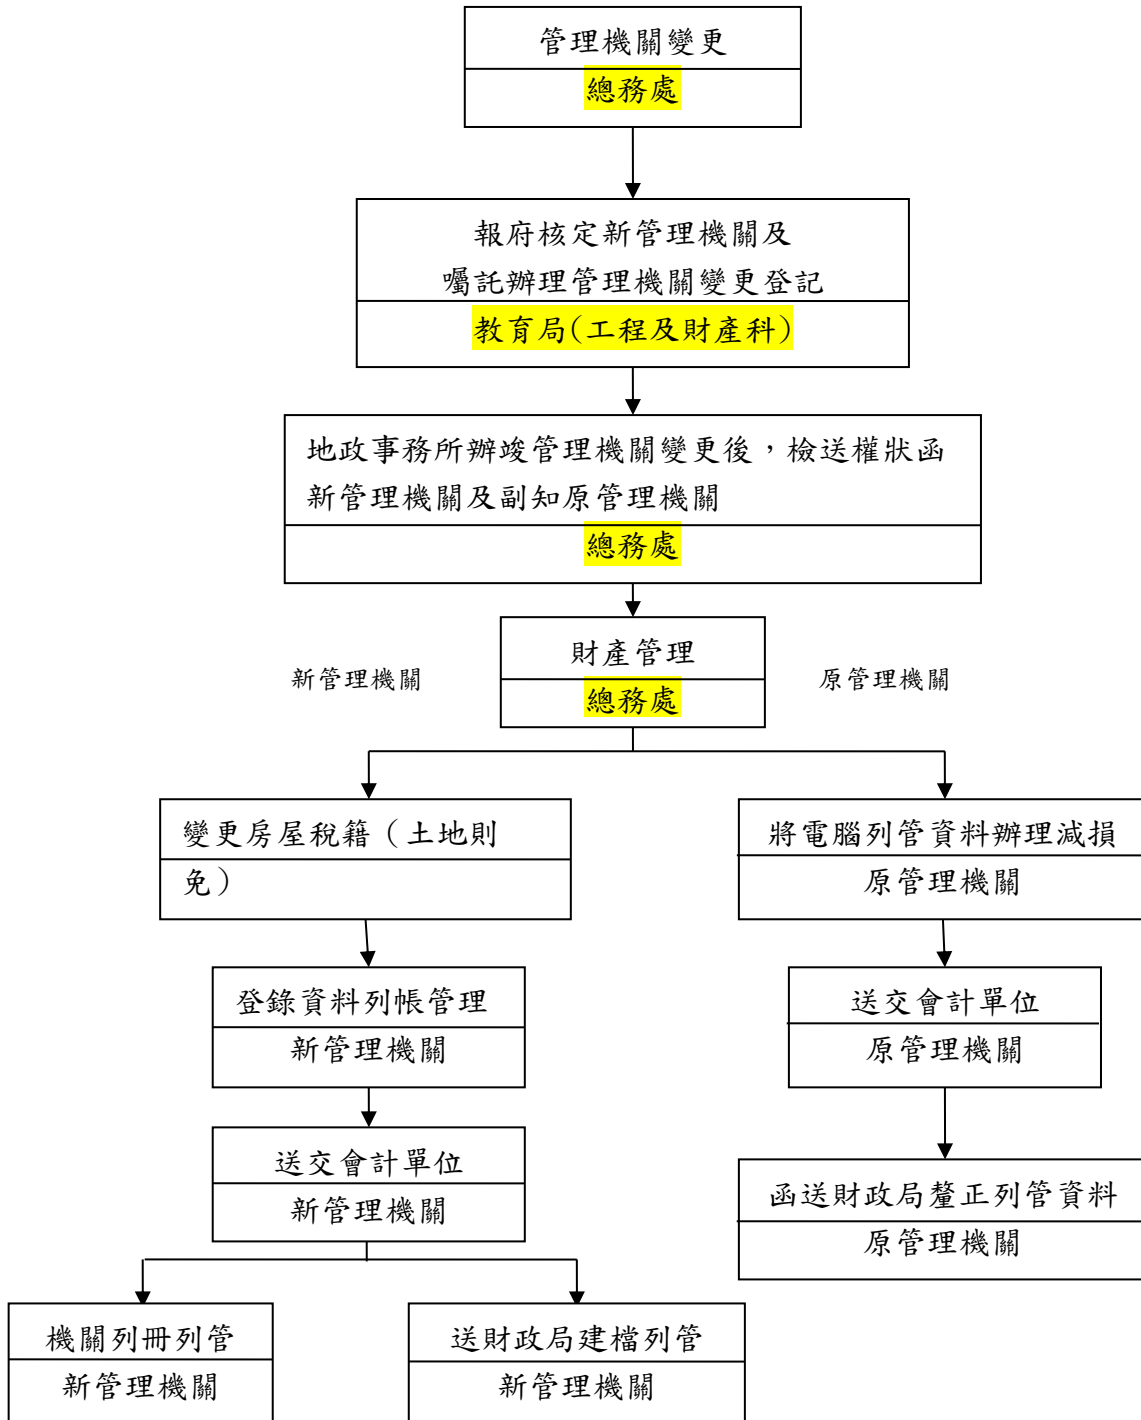 管理機關變更
總務處
報府核定新管理機關及
囑託辦理管理機關變更登記
教育局(工程及財產科)
地政事務所辦竣管理機關變更後，檢送權狀函
新管理機關及副知原管理機關
總務處
財產管理
總務處
新管理機關
原管理機關
變更房屋稅籍（土地則
免）
登錄資料列帳管理
新管理機關
送交會計單位
新管理機關
機關列冊列管
新管理機關
送財政局建檔列管
新管理機關
將電腦列管資料辦理減損
原管理機關
送交會計單位
原管理機關
函送財政局釐正列管資料
原管理機關